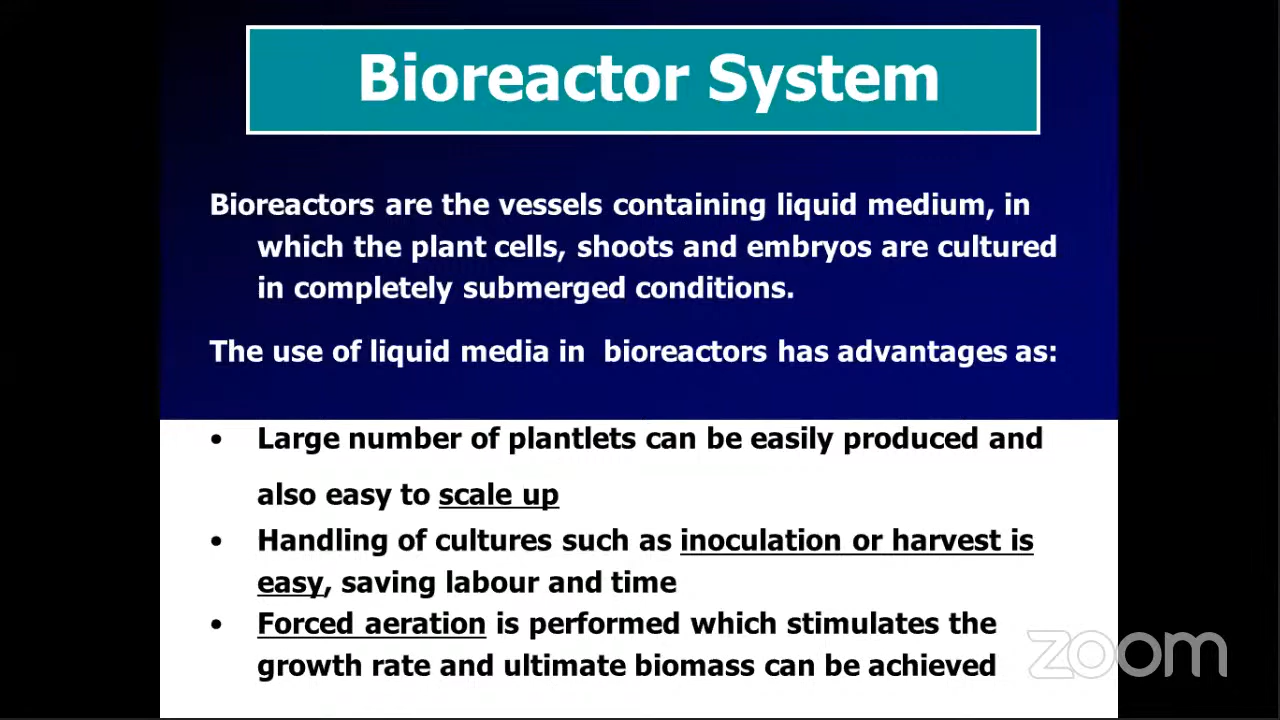 Bioreactor System
Bioreactors are the vessels containing liquid medium, in
which the plant cells, shoots and embryos are cultured
in completely submerged conditions.
The use of liquid media in bioreactors has advantages as:
• Large number of plantlets can be easily produced and
also easy to scale up
• Handling of cultures such as inoculation or harvest is
easy, saving labour and time
• Forced aeration is performed which stimulates the
growth rate and ultimate biomass can be achieved
zoom